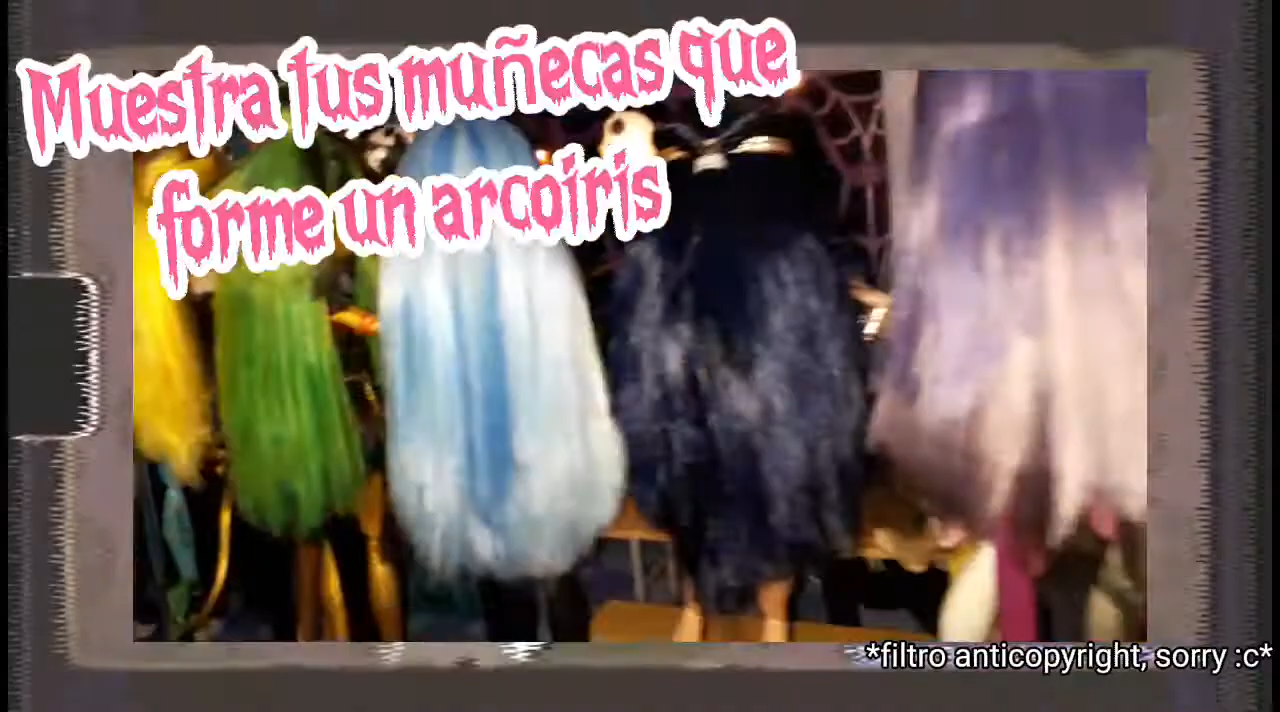 Muestra tus muñecas que
forme un arcoiris
*filtro anticopyright, sorry :c*